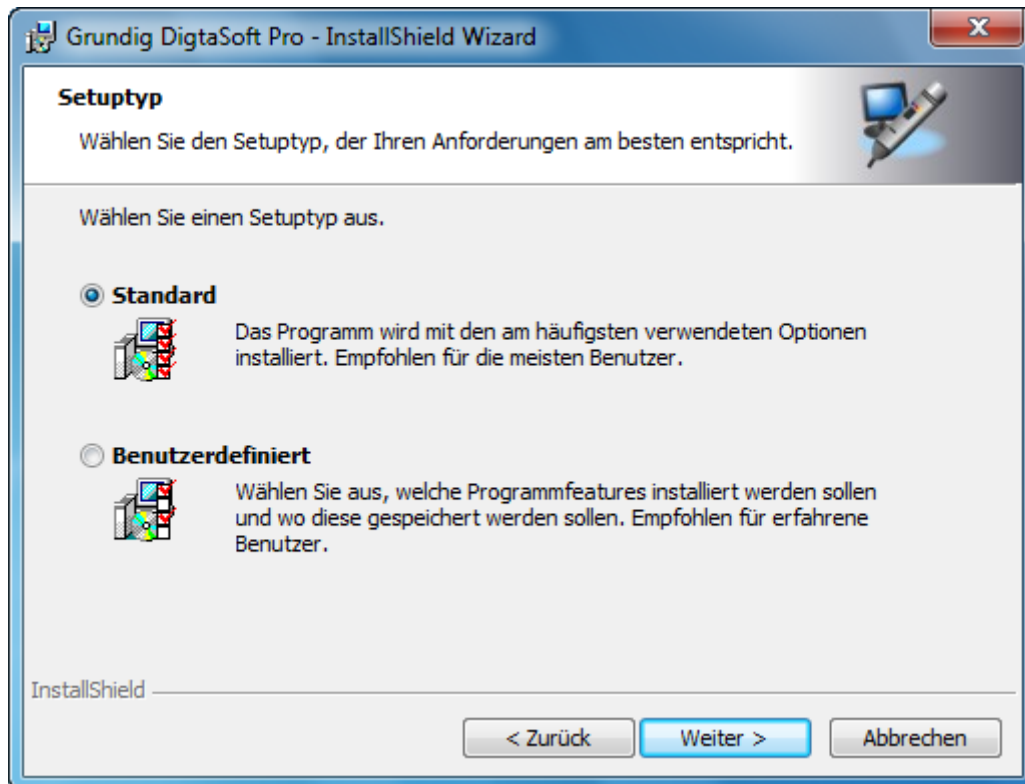 Grundig DigtaSoft Pro - InstallShield Wizard
Setuptyp
Wählen Sie den Setuptyp, der Ihren Anforderungen am besten entspricht.
Wählen Sie einen Setuptyp aus.
Standard
Das Programm wird mit den am häufigsten verwendeten Optionen
installiert. Empfohlen für die meisten Benutzer.
Benutzerdefiniert
Wählen Sie aus, welche Programmfeatures installiert werden sollen
und wo diese gespeichert werden sollen. Empfohlen für erfahrene
Benutzer.
InstallShield
< Zurück
Weiter >
Abbrechen